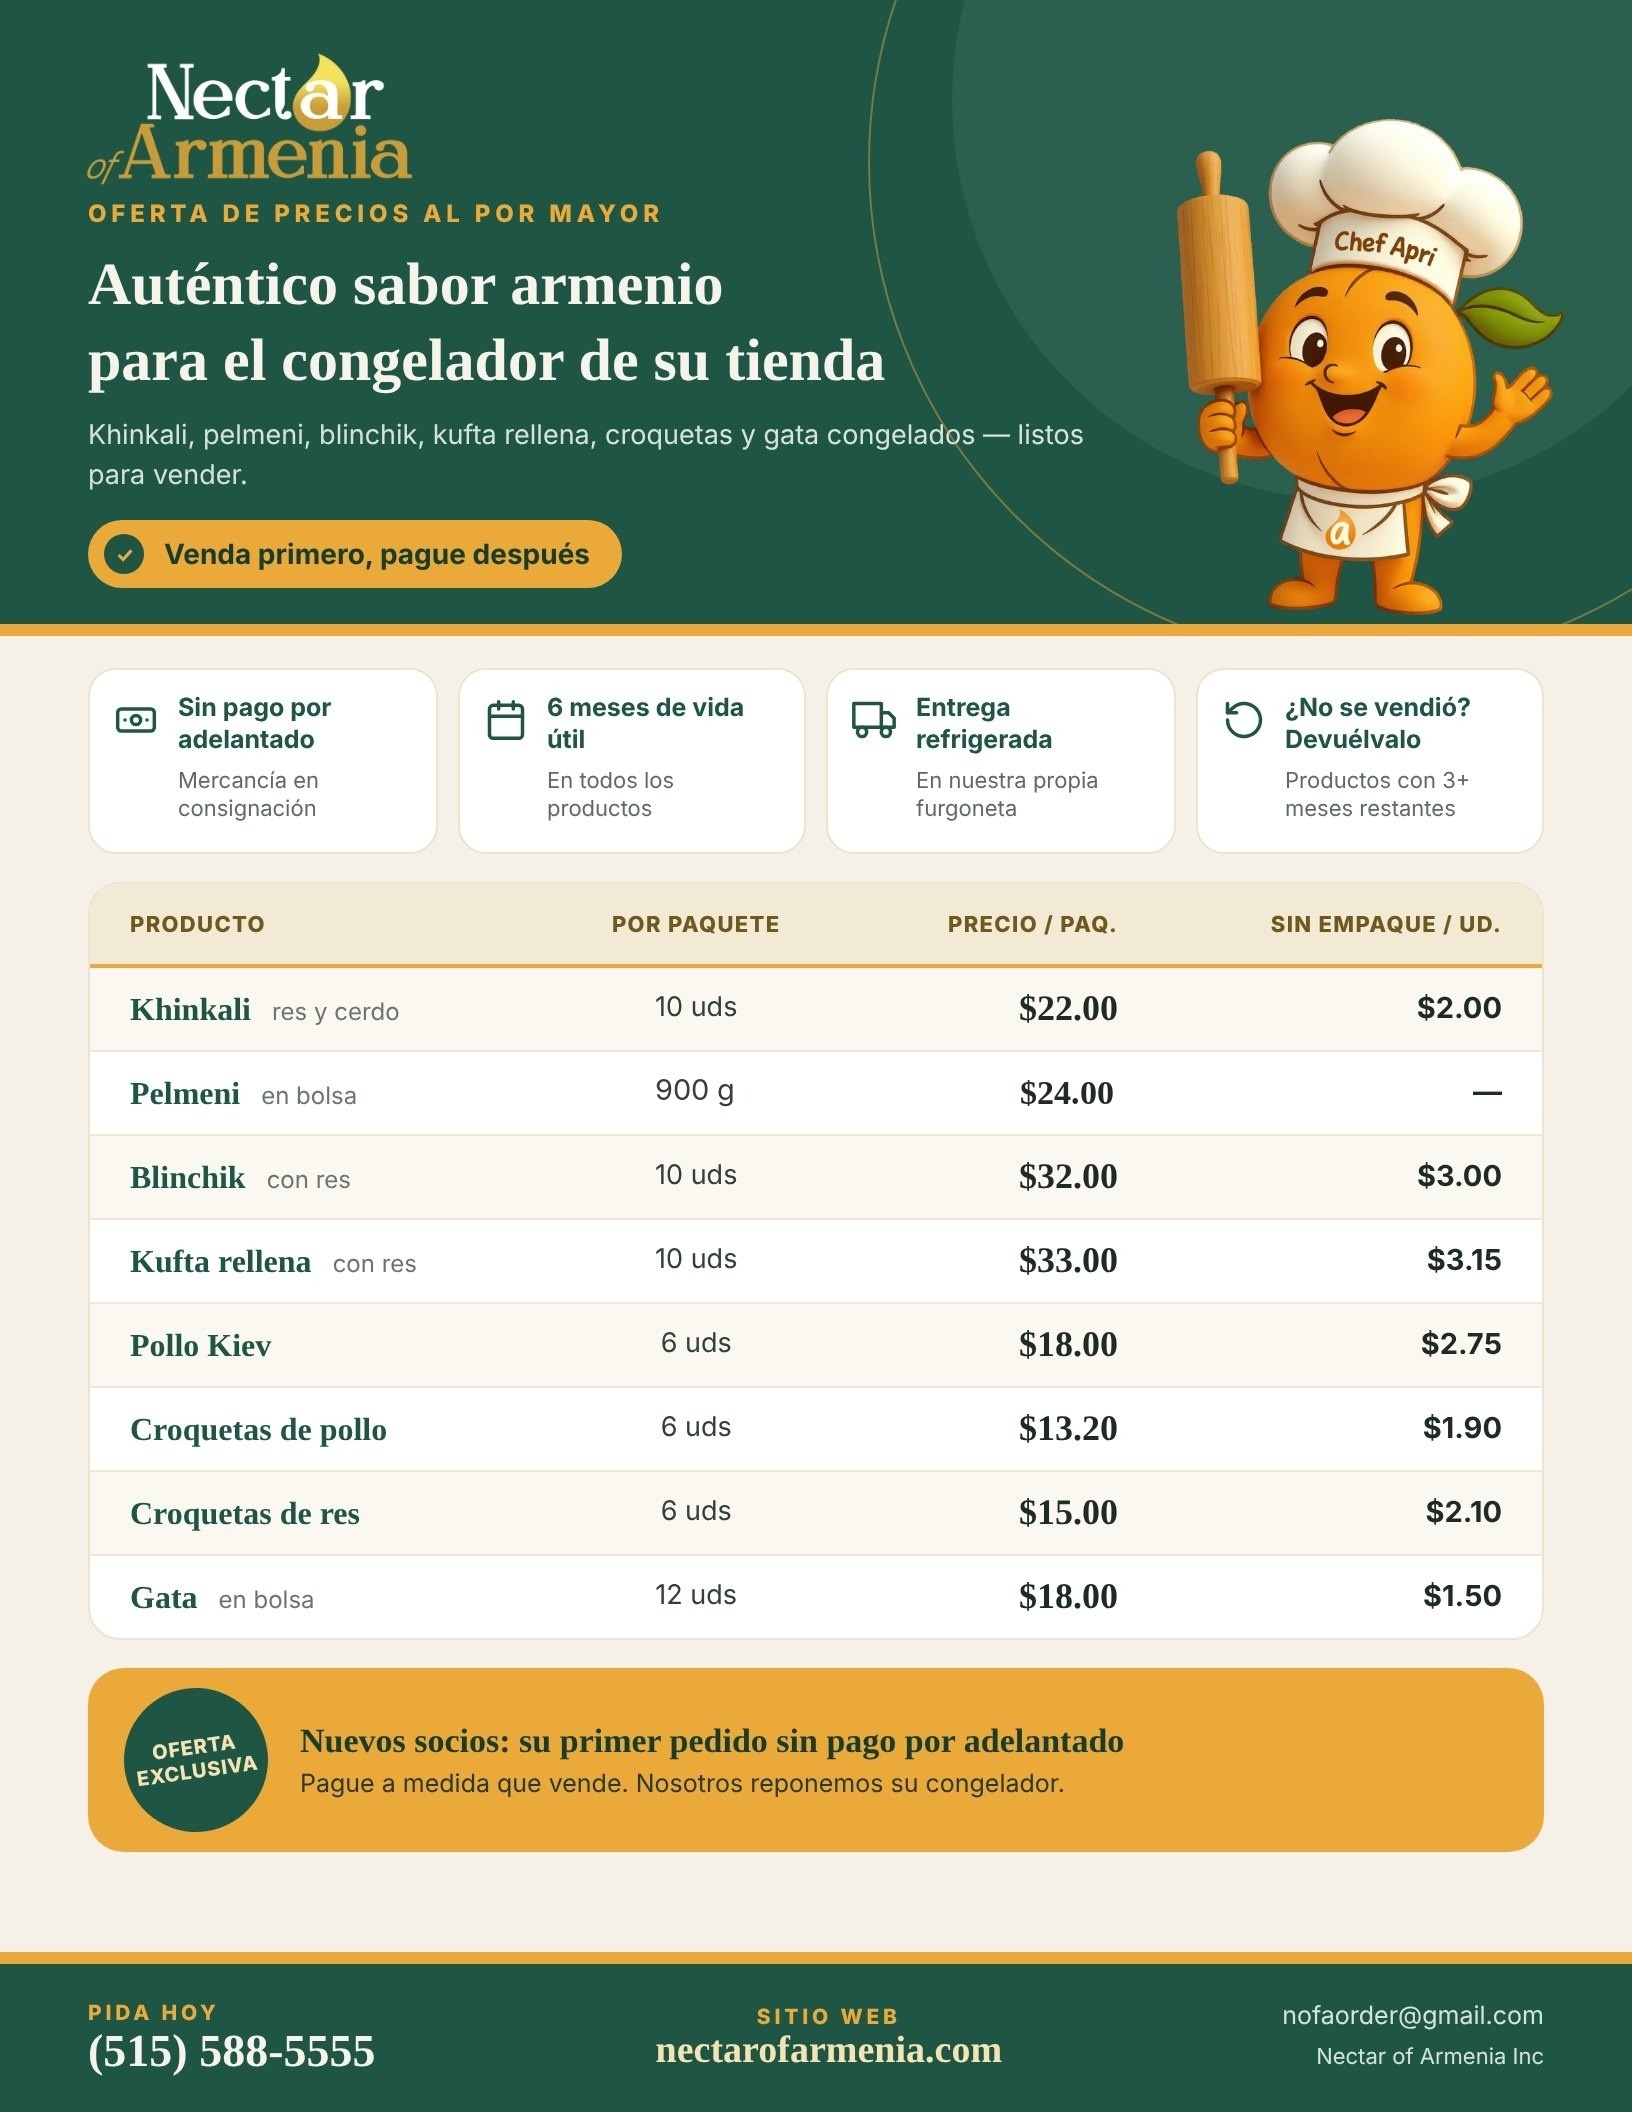 Nectar
of Armenia
OFERTA DE PRECIOS AL POR MAYOR
Auténtico sabor armenio
para el congelador de su tienda
Khinkali, pelmeni, blinchik, kufta rellena, croquetas y gata congelados — listos
para vender.
Venda primero, pague después
Chef Apri
a
Sin pago por
adelantado
Mercancía en
consignación
6 meses de vida
útil
En todos los
productos
Entrega
refrigerada
En nuestra propia
furgoneta
¿No se vendió?
Devuélvalo
Productos con 3+
meses restantes
PRODUCTO POR PAQUETE PRECIO / PAQ. SIN EMPAQUE / UD.
Khinkali res y cerdo 10 uds $22.00 $2.00
Pelmeni en bolsa 900 g $24.00 —
Blinchik con res 10 uds $32.00 $3.00
Kufta rellena con res 10 uds $33.00 $3.15
Pollo Kiev 6 uds $18.00 $2.75
Croquetas de pollo 6 uds $13.20 $1.90
Croquetas de res 6 uds $15.00 $2.10
Gata en bolsa 12 uds $18.00 $1.50
OFERTA
EXCLUSIVA
Nuevos socios: su primer pedido sin pago por adelantado
Pague a medida que vende. Nosotros reponemos su congelador.
PIDA HOY
(515) 588-5555
SITIO WEB
nectarofarmenia.com
nofaorder@gmail.com
Nectar of Armenia Inc